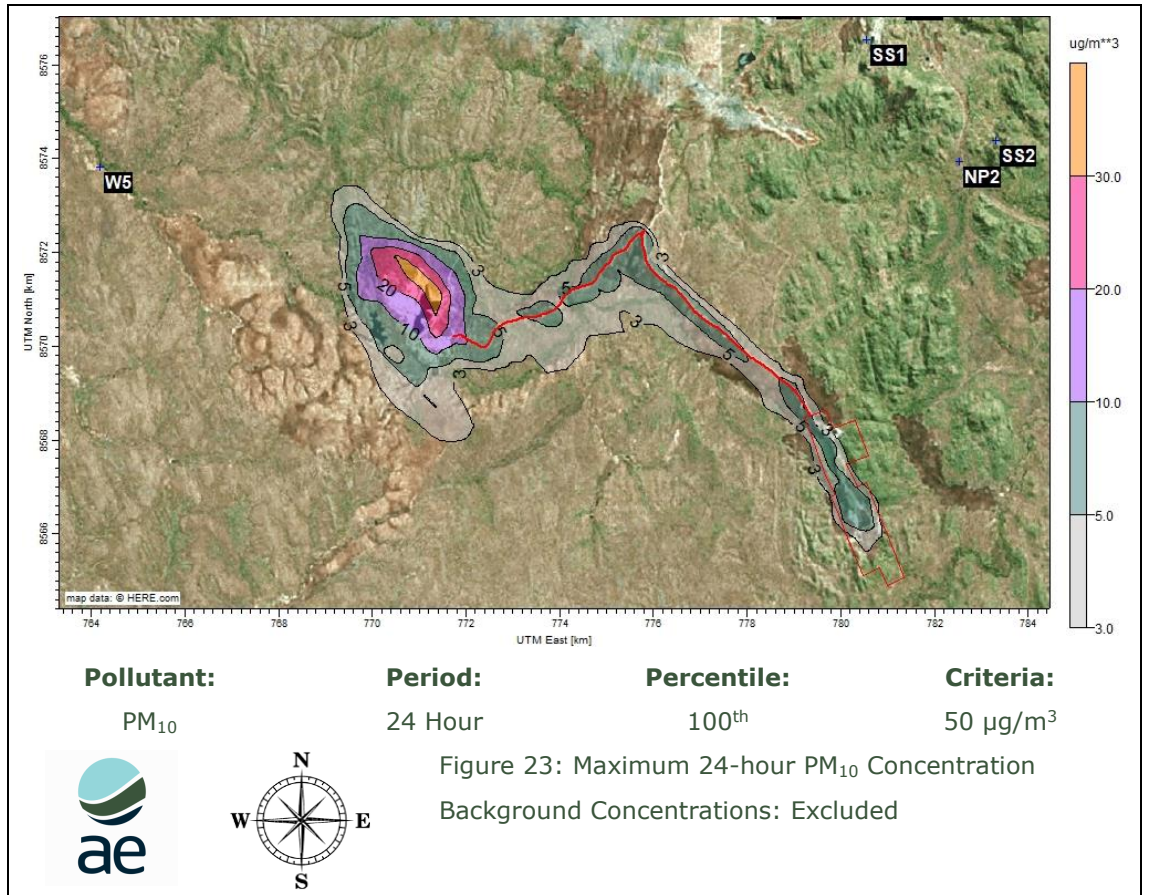 ug/m**3
SS1
SS2
NP2
W5
30.0
20.0
10.0
5.0
3.0
8576
8574
8572
8570
8568
8566
UTM North [km]
3
5
3
20
10
3
5
5
3
3
5
5
3
3
map data: © HERE.com
764 766 768 770 772 774 776 778 780 782 784
UTM East [km]
Pollutant: Period: Percentile: Criteria:
PM₁₀ 24 Hour 100ᵗʰ 50 µg/m³
N
W E
S
ae
Figure 23: Maximum 24-hour PM₁₀ Concentration
Background Concentrations: Excluded